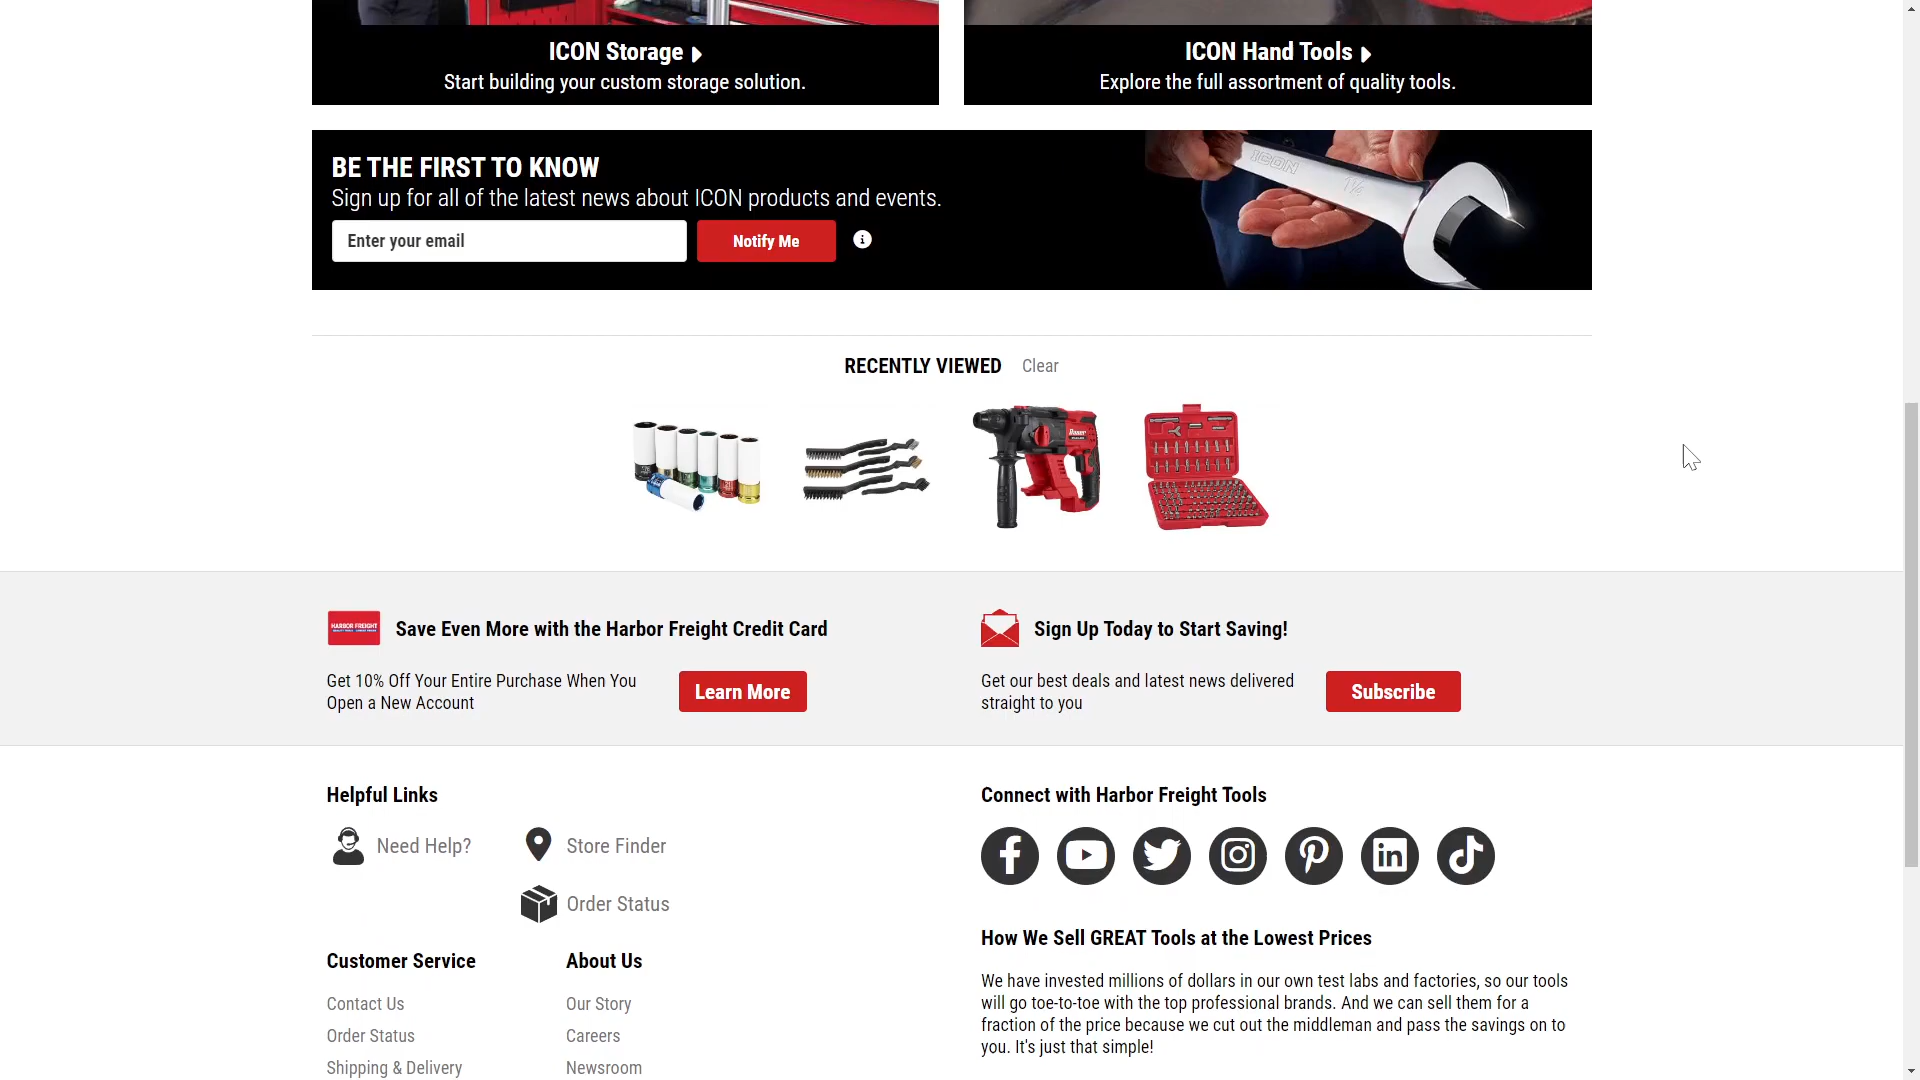 ICON Storage
Start building your custom storage solution.
ICON Hand Tools
Explore the full assortment of quality tools.
BE THE FIRST TO KNOW
Sign up for all of the latest news about ICON products and events.
Enter your email
Notify Me
ICON
1¼
RECENTLY VIEWED
Clear
Bauer
HARBOR FREIGHT
QUALITY TOOLS LOWEST PRICES
Save Even More with the Harbor Freight Credit Card
Get 10% Off Your Entire Purchase When You
Open a New Account
Learn More
Sign Up Today to Start Saving!
Get our best deals and latest news delivered
straight to you
Subscribe
Helpful Links
Need Help?
Store Finder
Order Status
Customer Service
Contact Us
Order Status
Shipping & Delivery
About Us
Our Story
Careers
Newsroom
Connect with Harbor Freight Tools
How We Sell GREAT Tools at the Lowest Prices
We have invested millions of dollars in our own test labs and factories, so our tools
will go toe-to-toe with the top professional brands. And we can sell them for a
fraction of the price because we cut out the middleman and pass the savings on to
you. It's just that simple!